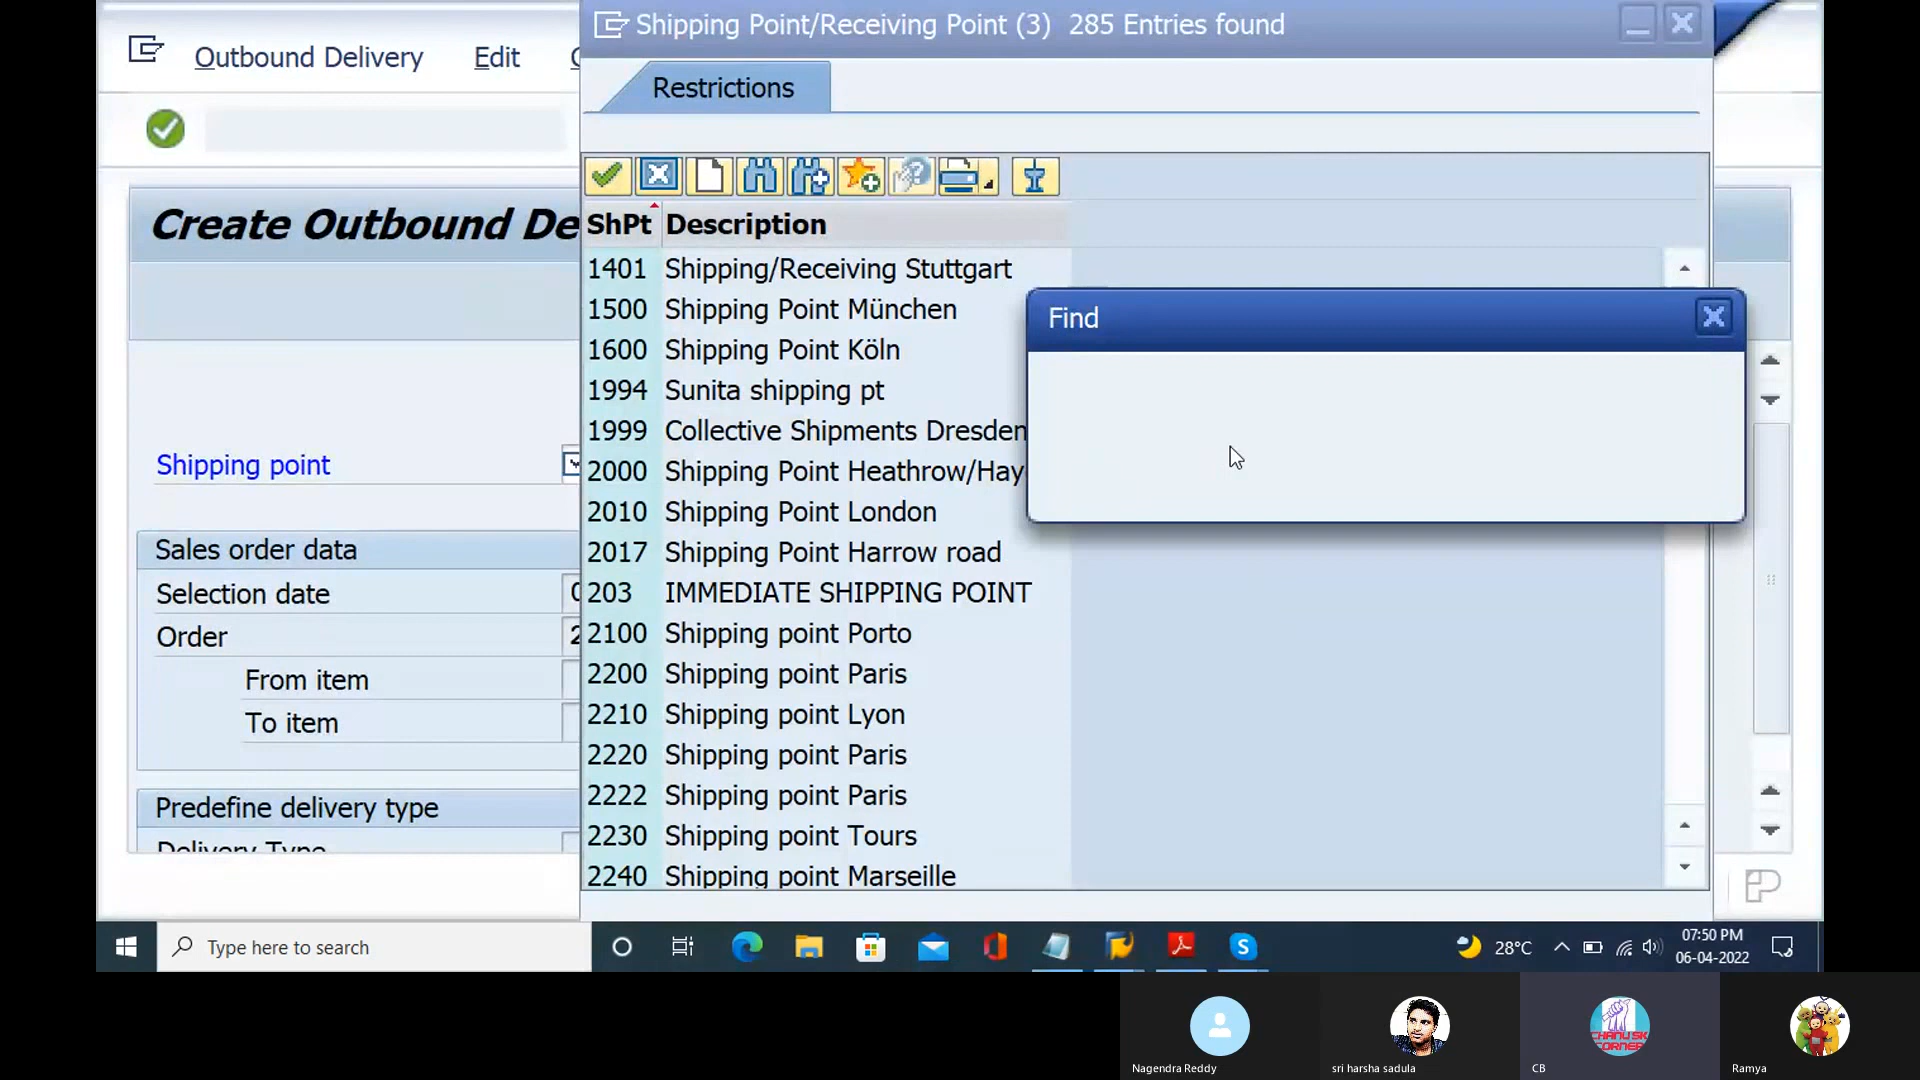 Shipping Point/Receiving Point (3) 285 Entries found
Outbound Delivery Edit
Restrictions
Create Outbound De
ShPt Description
1401 Shipping/Receiving Stuttgart
1500 Shipping Point München
Find
1600 Shipping Point Köln
1994 Sunita shipping pt
1999 Collective Shipments Dresden
Shipping point
2000 Shipping Point Heathrow/Hay
2010 Shipping Point London
Sales order data
2017 Shipping Point Harrow road
Selection date
203 IMMEDIATE SHIPPING POINT
Order 2
2100 Shipping point Porto
From item
2200 Shipping point Paris
To item
2210 Shipping point Lyon
2220 Shipping point Paris
Predefine delivery type
2222 Shipping point Paris
2230 Shipping point Tours
Delivery Type
2240 Shipping point Marseille
Type here to search
28°C
07:50 PM
06-04-2022
CHANU SK
CORNER
Nagendra Reddy
sri harsha sadula
CB
Ramya